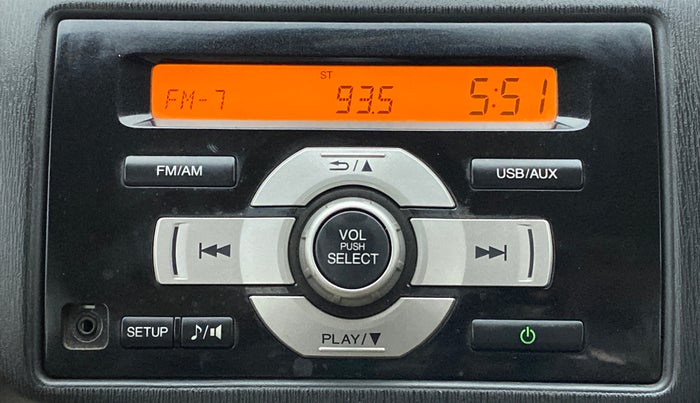 ST
FM-7 93.5 5:51
FM/AM
USB/AUX
VOL
PUSH
SELECT
SETUP
PLAY/▼